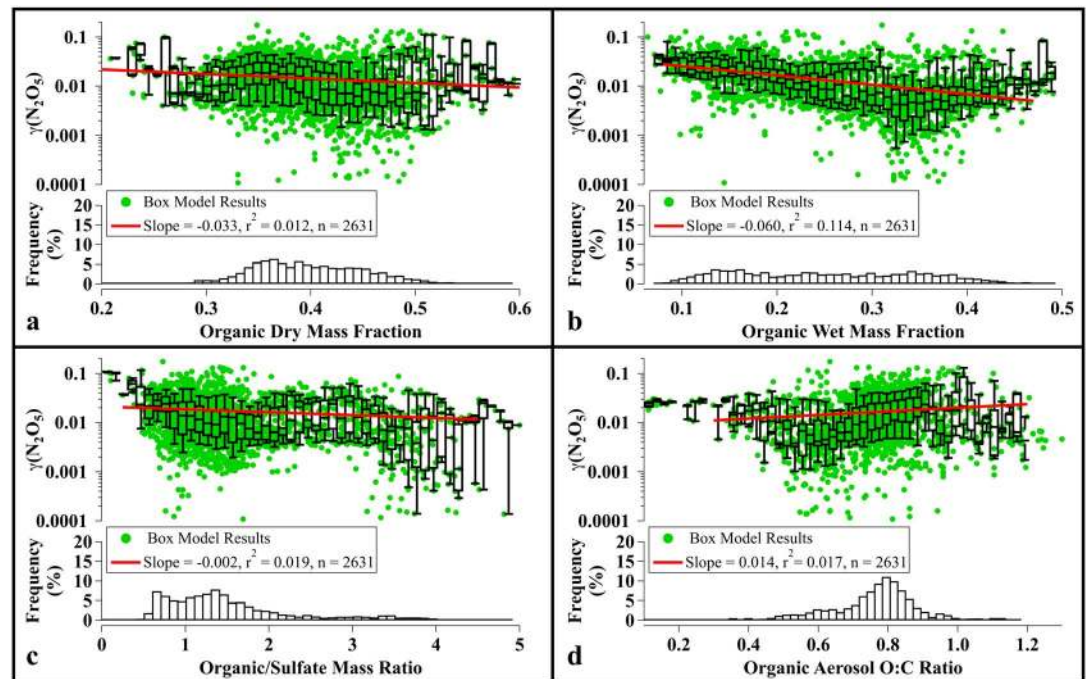 0.1
0.01
0.001
0.0001
γ(N₂O₅)
Box Model Results
Slope = -0.033, r² = 0.012, n = 2631
20
15
10
5
0
Frequency
(%)
0.2 0.3 0.4 0.5 0.6
a Organic Dry Mass Fraction
0.1
0.01
0.001
0.0001
γ(N₂O₅)
Box Model Results
Slope = -0.060, r² = 0.114, n = 2631
20
15
10
5
0
Frequency
(%)
0.1 0.2 0.3 0.4 0.5
b Organic Wet Mass Fraction
0.1
0.01
0.001
0.0001
γ(N₂O₅)
Box Model Results
Slope = -0.002, r² = 0.019, n = 2631
20
15
10
5
0
Frequency
(%)
0 1 2 3 4 5
c Organic/Sulfate Mass Ratio
0.1
0.01
0.001
0.0001
γ(N₂O₅)
Box Model Results
Slope = 0.014, r² = 0.017, n = 2631
20
15
10
5
0
Frequency
(%)
0.2 0.4 0.6 0.8 1.0 1.2
d Organic Aerosol O:C Ratio